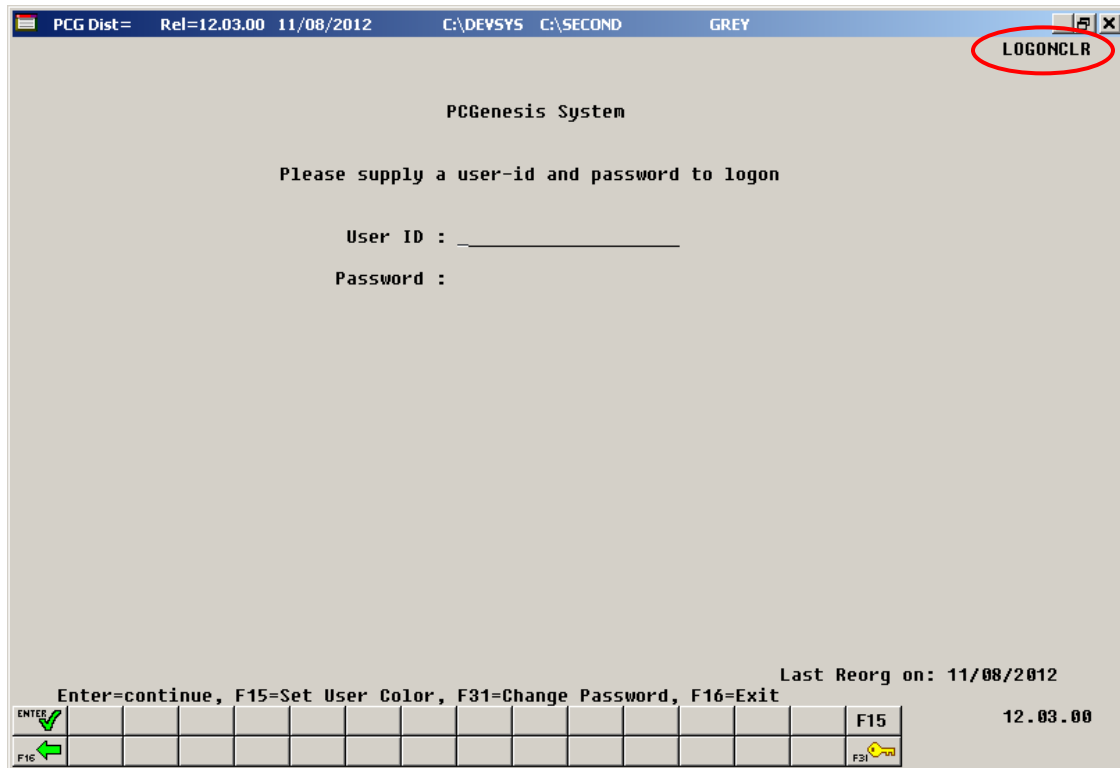 PCG Dist= Rel=12.03.00 11/08/2012 C:\DEVSYS C:\SECOND GREY
LOGONCLR
PCGenesis System
Please supply a user-id and password to logon
User ID : _
Password :
Last Reorg on: 11/08/2012
Enter=continue, F15=Set User Color, F31=Change Password, F16=Exit
ENTER F15 12.03.00
F16 F31